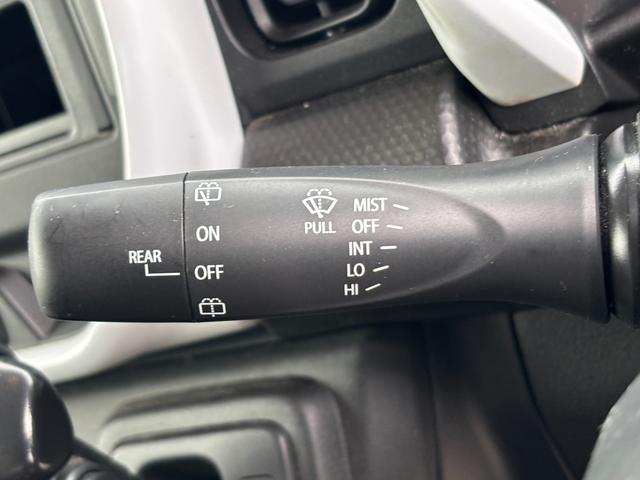 ON
REAR
OFF
PULL
MIST
OFF
INT
LO
HI